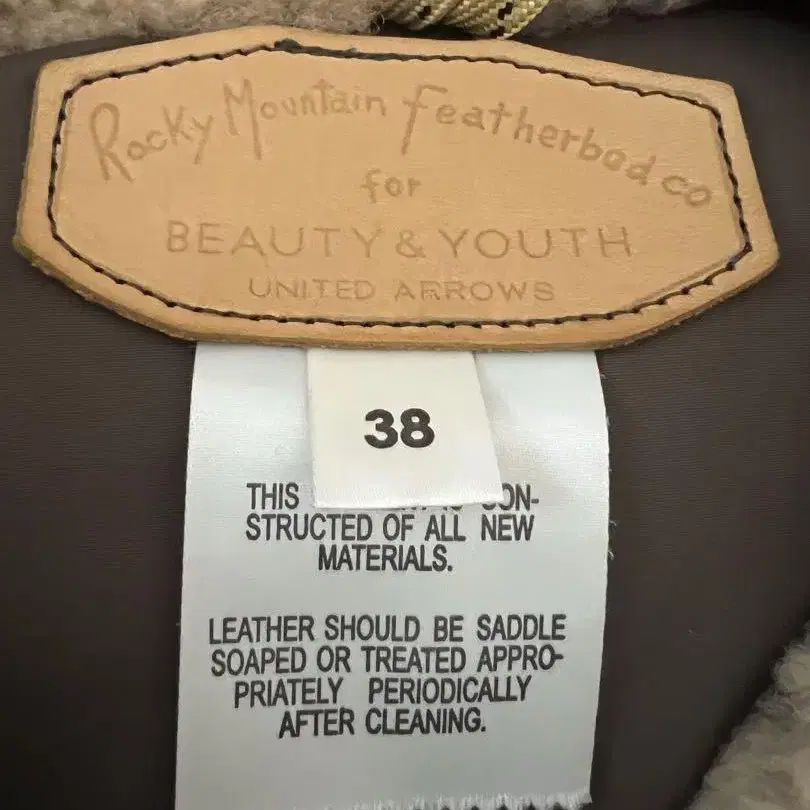 Rocky Mountain Featherbed co
for
BEAUTY & YOUTH
UNITED ARROWS
38
THIS CON-
STRUCTED OF ALL NEW
MATERIALS.
LEATHER SHOULD BE SADDLE
SOAPED OR TREATED APPRO-
PRIATELY PERIODICALLY
AFTER CLEANING.